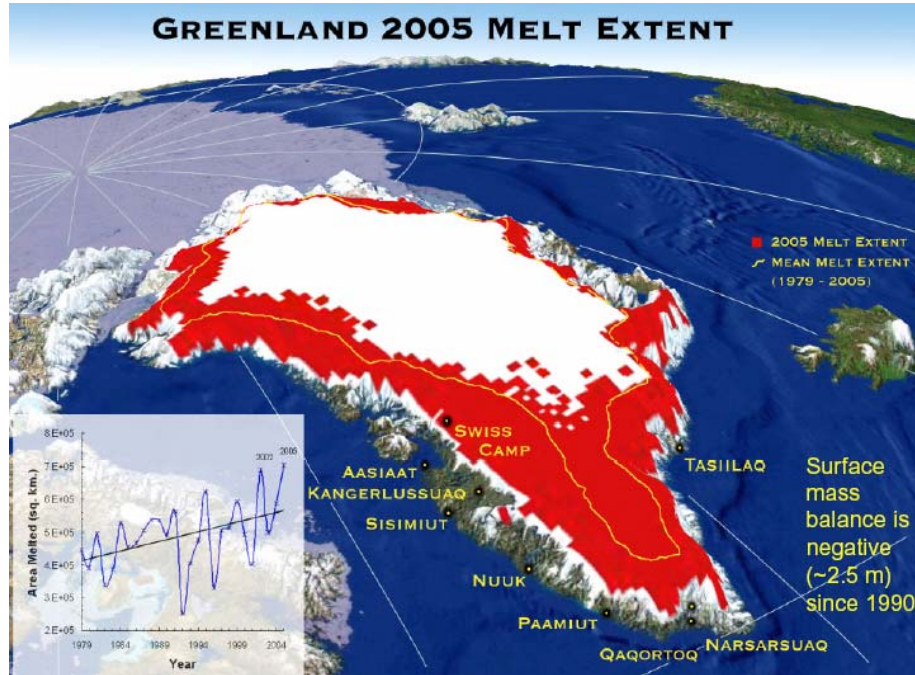 GREENLAND 2005 MELT EXTENT
2005 MELT EXTENT
MEAN MELT EXTENT
(1979 - 2005)
SWISS
CAMP
AASIAAT
KANGERLUSSUAQ
SISIMIUT
NUUK
PAAMIUT
QAQORTOQ
NARSARSUAQ
TASIILAQ
Surface
mass
balance is
negative
(~2.5 m)
since 1990
8E+05
7E+05
6E+05
5E+05
4E+05
3E+05
2E+05
Area Melted (sq. km.)
1979 1984 1989 1994 1999 2004
Year